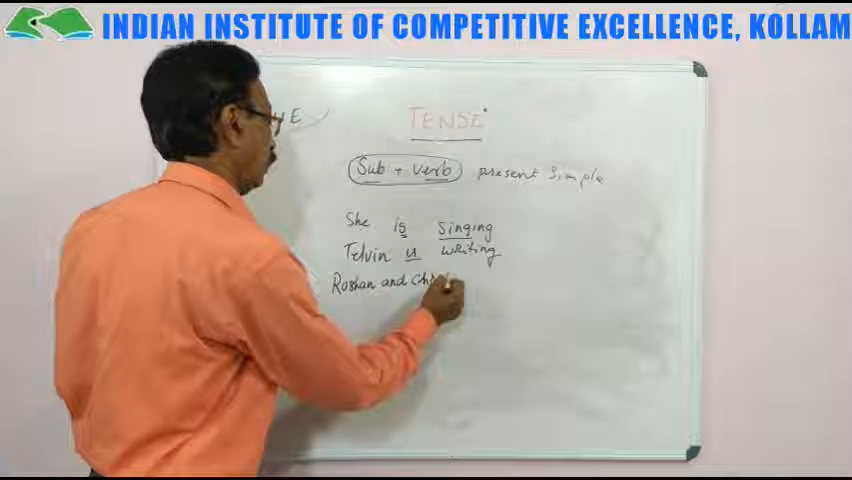 INDIAN INSTITUTE OF COMPETITIVE EXCELLENCE, KOLLAM
TENSE
Sub + verb present Simple
She is singing
Telvin is writing
Roshan and